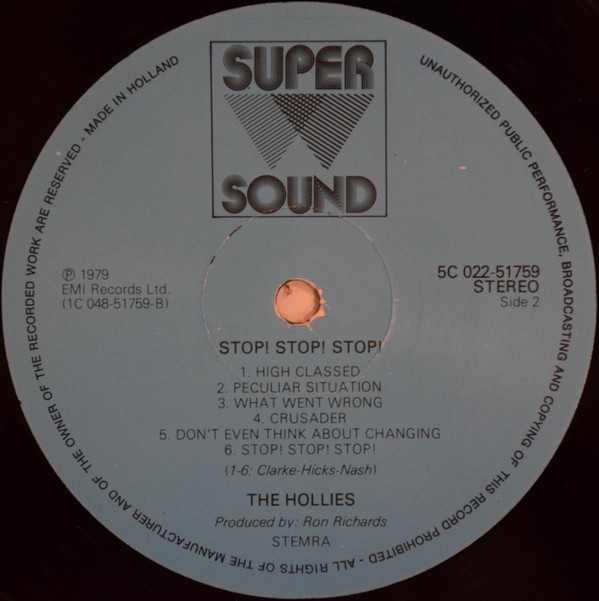 SUPER
SOUND
℗ 1979
EMI Records Ltd.
(1C 048-51759-B)
5C 022-51759
STEREO
Side 2
STOP! STOP! STOP!
1. HIGH CLASSED
2. PECULIAR SITUATION
3. WHAT WENT WRONG
4. CRUSADER
5. DON'T EVEN THINK ABOUT CHANGING
6. STOP! STOP! STOP!
(1-6: Clarke-Hicks-Nash)
THE HOLLIES
Produced by: Ron Richards
STEMRA
UNAUTHORIZED PUBLIC PERFORMANCE, BROADCASTING AND COPYING OF THIS RECORD PROHIBITED - ALL RIGHTS OF THE MANUFACTURER AND OF THE OWNER OF THE RECORDED WORK ARE RESERVED - MADE IN HOLLAND